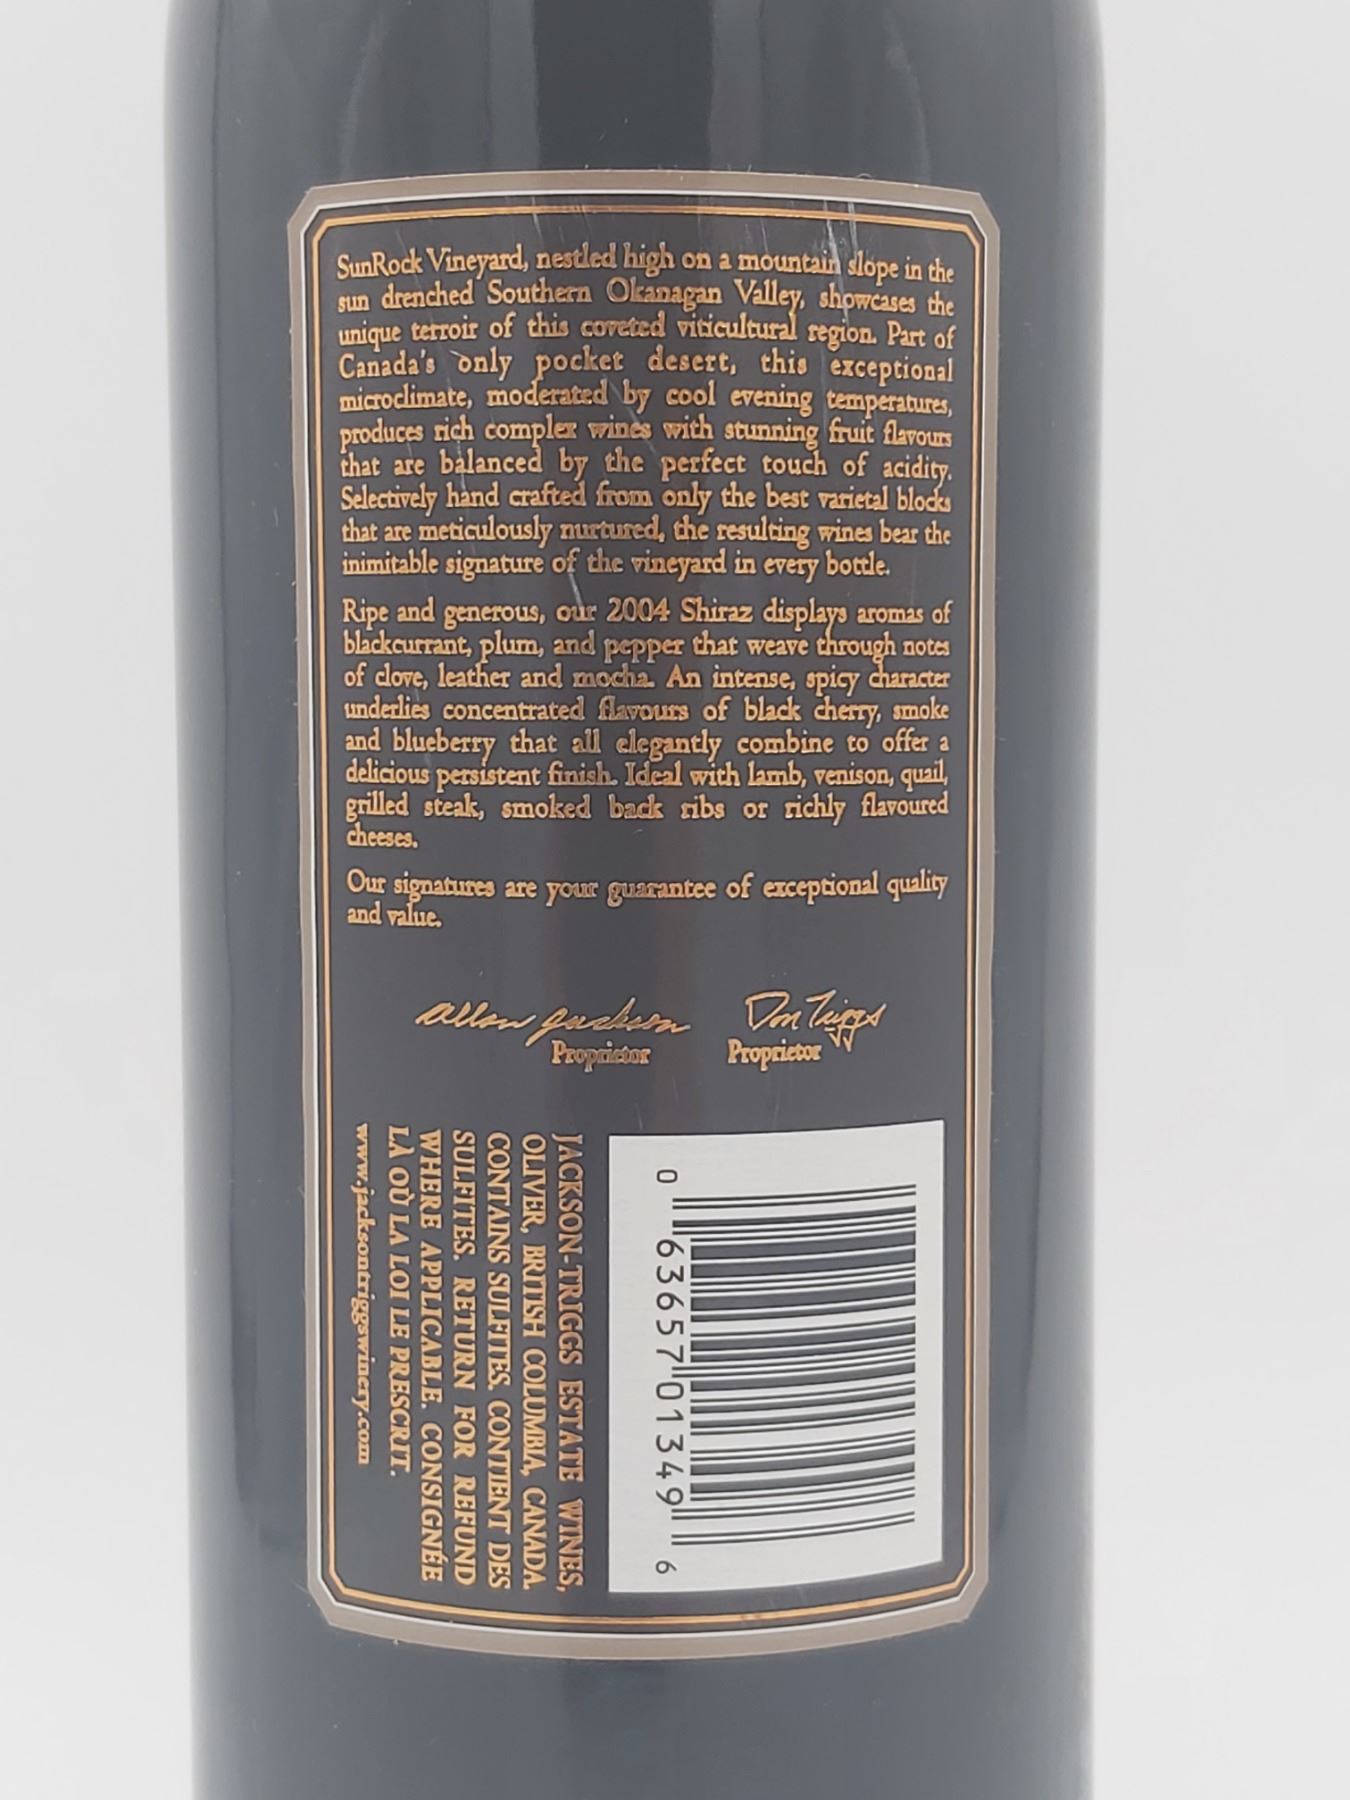 SunRock Vineyard, nestled high on a mountain slope in the
sun drenched Southern Okanagan Valley, showcases the
unique terroir of this coveted viticultural region. Part of
Canada's only pocket desert, this exceptional
microclimate, moderated by cool evening temperatures,
produces rich complex wines with stunning fruit flavours
that are balanced by the perfect touch of acidity.
Selectively hand crafted from only the best varietal blocks
that are meticulously nurtured, the resulting wines bear the
inimitable signature of the vineyard in every bottle.
Ripe and generous, our 2004 Shiraz displays aromas of
blackcurrant, plum, and pepper that weave through notes
of clove, leather and mocha. An intense, spicy character
underlies concentrated flavours of black cherry, smoke
and blueberry that all elegantly combine to offer a
delicious persistent finish. Ideal with lamb, venison, quail,
grilled steak, smoked back ribs or richly flavoured
cheeses.
Our signatures are your guarantee of exceptional quality
and value.
Allan Jackson Don Triggs
Proprietor Proprietor
JACKSON-TRIGGS ESTATE WINES,
OLIVER, BRITISH COLUMBIA, CANADA.
CONTAINS SULFITES. CONTIENT DES
SULFITES. RETURN FOR REFUND
WHERE APPLICABLE. CONSIGNÉE
LÀ OÙ LA LOI LE PRESCRIT.
www.jacksontriggswinery.com
0 63657 01349 6